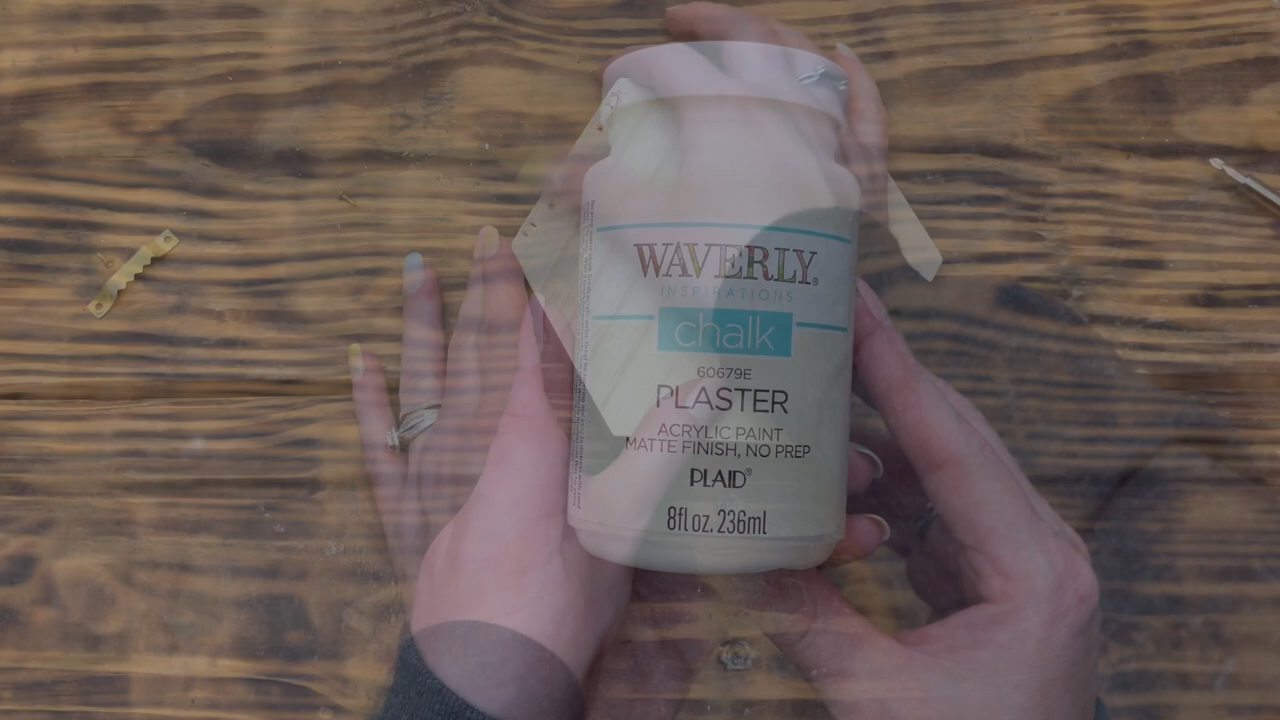 WAVERLY®
INSPIRATIONS
chalk
60679E
PLASTER
ACRYLIC PAINT
MATTE FINISH, NO PREP
PLAID®
8fl oz. 236ml